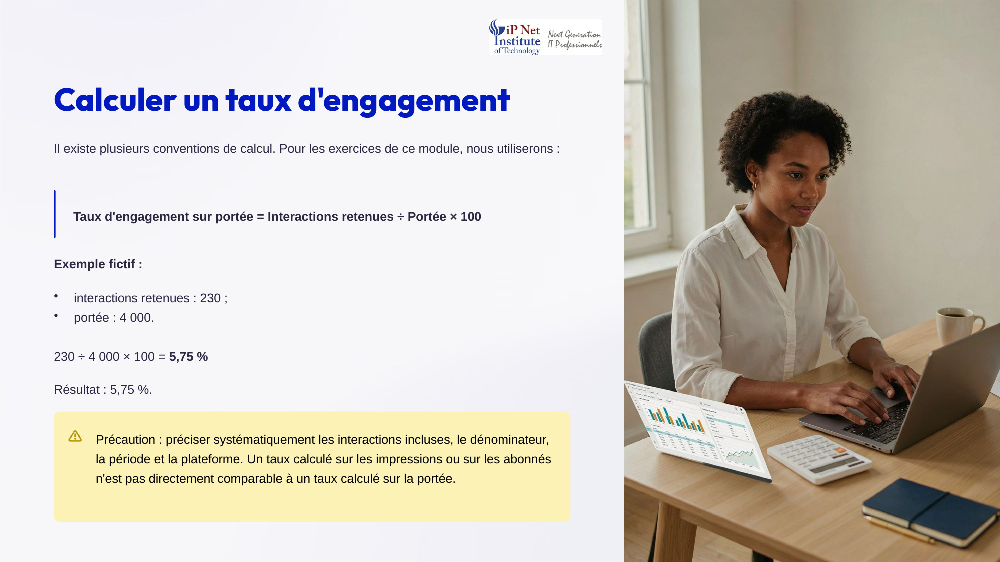 iP Net
Institute
of Technology
Next Generation
IT Professionnels
Calculer un taux d'engagement
Il existe plusieurs conventions de calcul. Pour les exercices de ce module, nous utiliserons :
Taux d'engagement sur portée = Interactions retenues ÷ Portée × 100
Exemple fictif :
• interactions retenues : 230 ;
• portée : 4 000.
230 ÷ 4 000 × 100 = 5,75 %
Résultat : 5,75 %.
Précaution : préciser systématiquement les interactions incluses, le dénominateur,
la période et la plateforme. Un taux calculé sur les impressions ou sur les abonnés
n'est pas directement comparable à un taux calculé sur la portée.